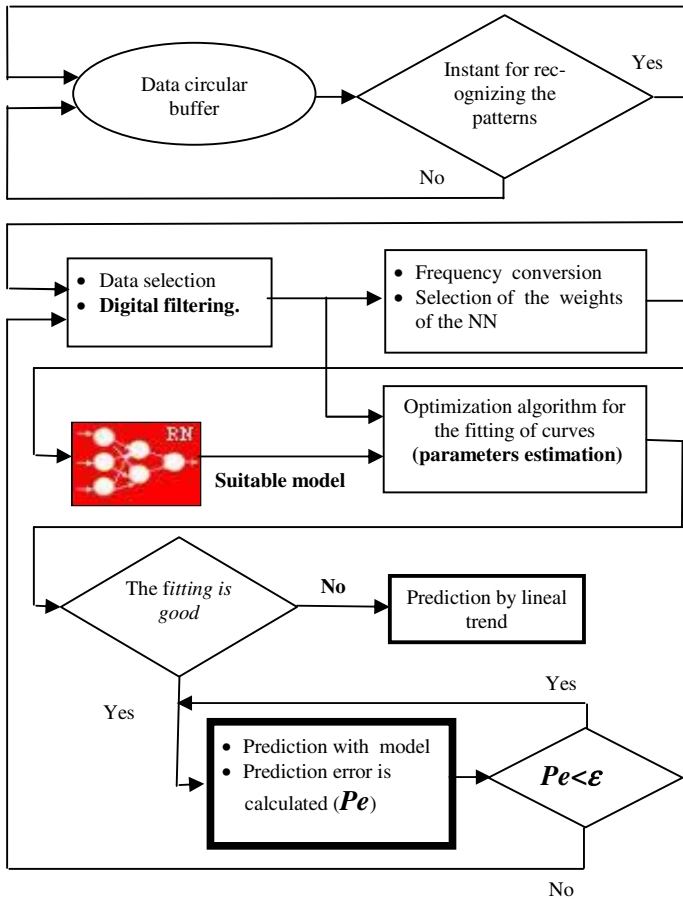 Data circular
buffer
Instant for rec-
ognizing the
patterns
Yes
No
• Data selection
• Digital filtering.
• Frequency conversion
• Selection of the weights
of the NN
RN
Suitable model
Optimization algorithm for
the fitting of curves
(parameters estimation)
The fitting is
good
No
Prediction by lineal
trend
Yes
Yes
• Prediction with model
• Prediction error is
calculated (Pe)
Pe<ε
No